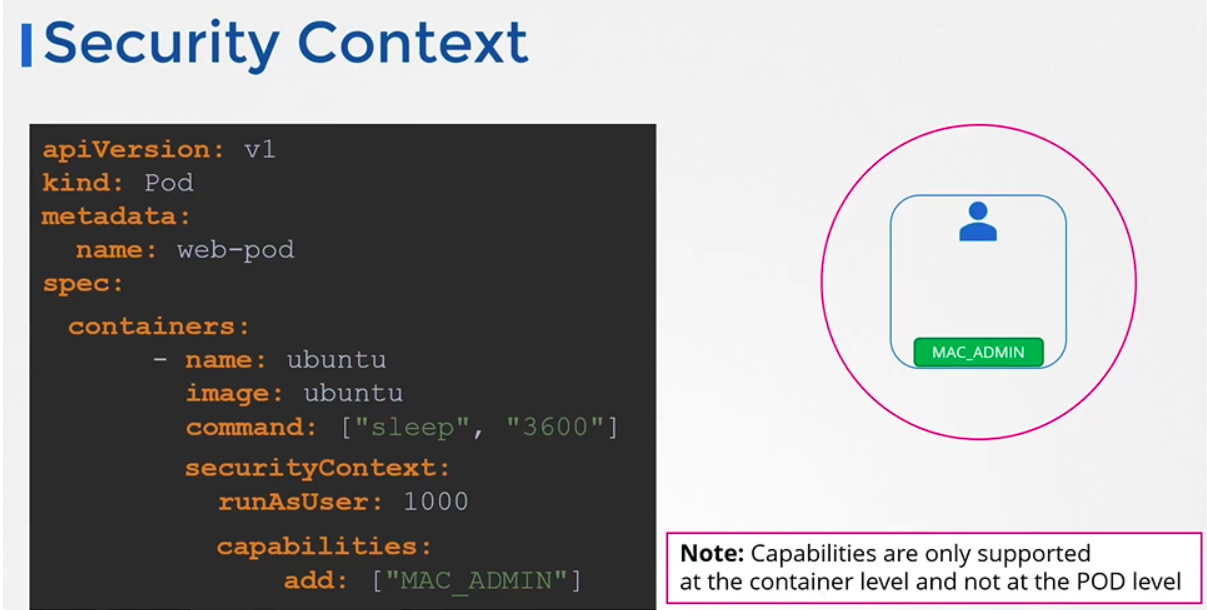 Security Context
apiVersion: v1
kind: Pod
metadata:
  name: web-pod
spec:
  containers:
      - name: ubuntu
        image: ubuntu
        command: ["sleep", "3600"]
        securityContext:
          runAsUser: 1000
          capabilities:
              add: ["MAC_ADMIN"]
MAC_ADMIN
Note: Capabilities are only supported
at the container level and not at the POD level